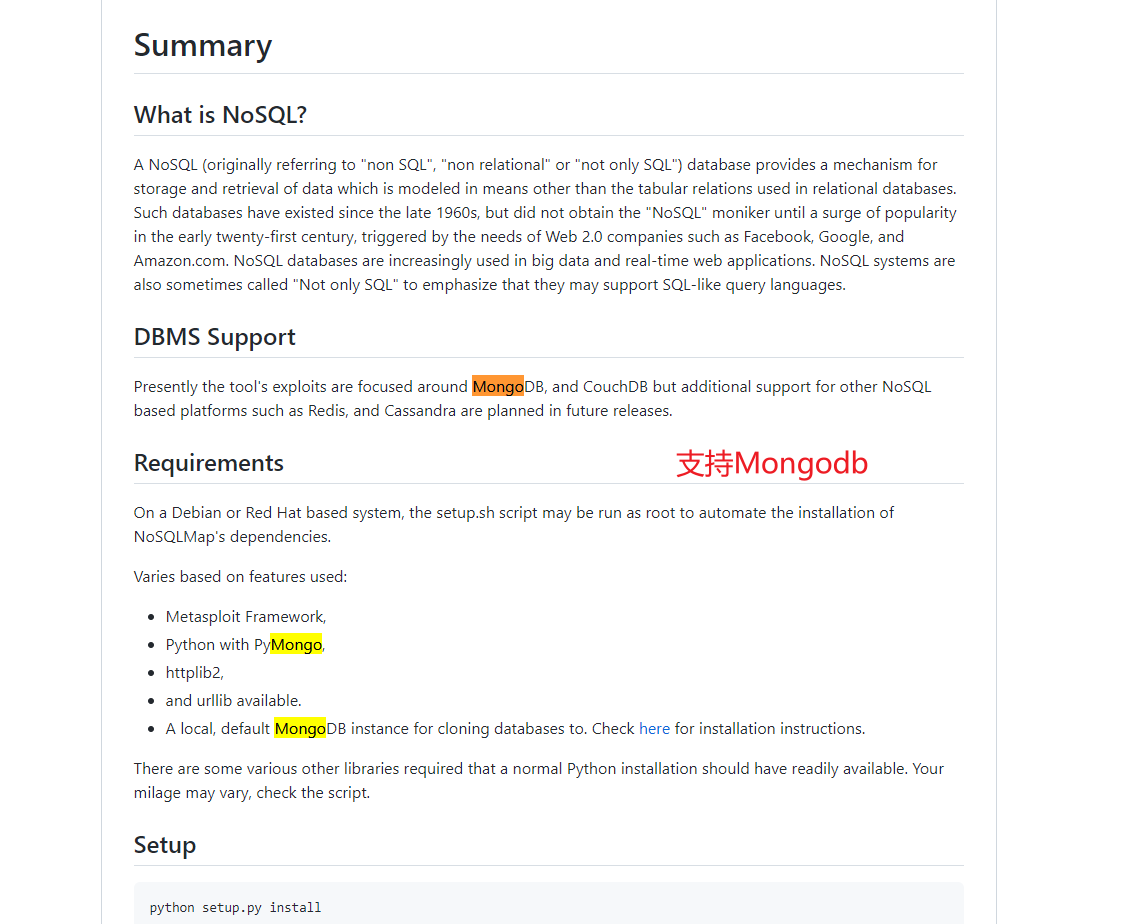 Summary
What is NoSQL?
A NoSQL (originally referring to "non SQL", "non relational" or "not only SQL") database provides a mechanism for
storage and retrieval of data which is modeled in means other than the tabular relations used in relational databases.
Such databases have existed since the late 1960s, but did not obtain the "NoSQL" moniker until a surge of popularity
in the early twenty-first century, triggered by the needs of Web 2.0 companies such as Facebook, Google, and
Amazon.com. NoSQL databases are increasingly used in big data and real-time web applications. NoSQL systems are
also sometimes called "Not only SQL" to emphasize that they may support SQL-like query languages.
DBMS Support
Presently the tool's exploits are focused around MongoDB, and CouchDB but additional support for other NoSQL
based platforms such as Redis, and Cassandra are planned in future releases.
Requirements
支持Mongodb
On a Debian or Red Hat based system, the setup.sh script may be run as root to automate the installation of
NoSQLMap's dependencies.
Varies based on features used:
• Metasploit Framework,
• Python with PyMongo,
• httplib2,
• and urllib available.
• A local, default MongoDB instance for cloning databases to. Check here for installation instructions.
There are some various other libraries required that a normal Python installation should have readily available. Your
milage may vary, check the script.
Setup
python setup.py install